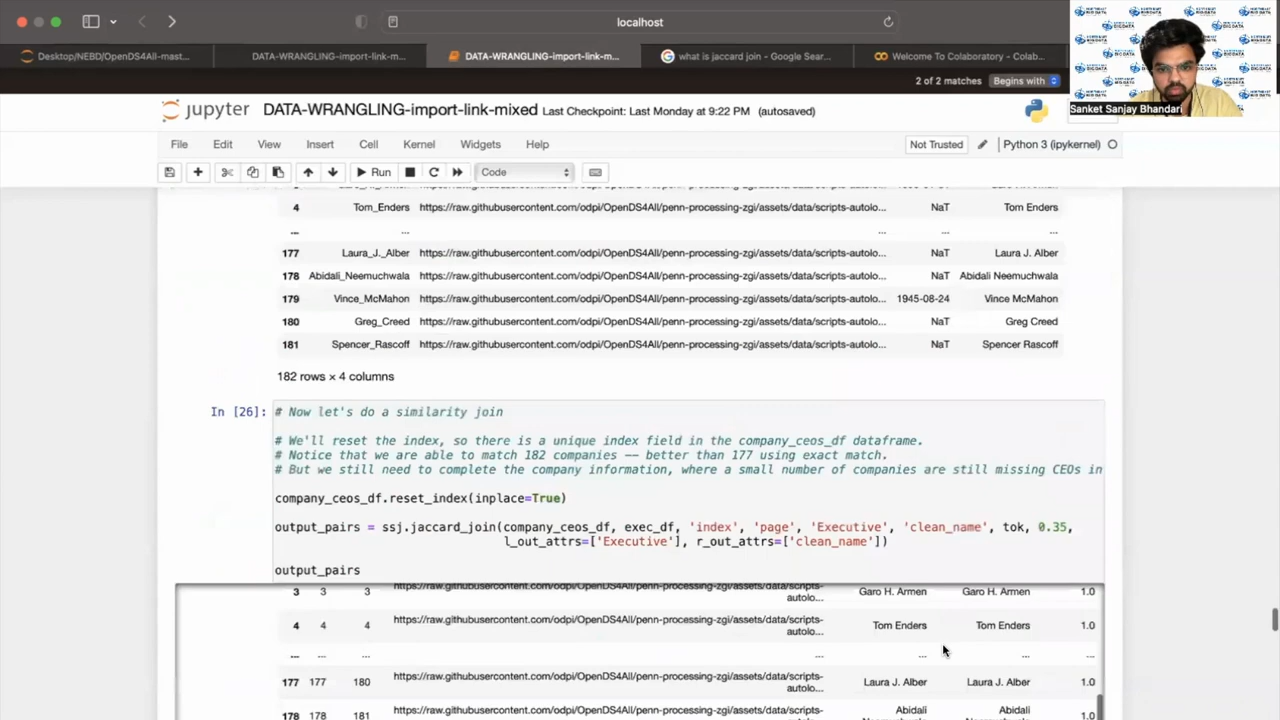 localhost
Desktop/NEBD/OpenDS4All-mast...
DATA-WRANGLING-import-link-m...
DATA-WRANGLING-import-link-m...
what is jaccard join - Google Sear...
Welcome To Colaboratory - Colab...
2 of 2 matches
Begins with
Sanket Sanjay Bhandari
jupyter DATA-WRANGLING-import-link-mixed Last Checkpoint: Last Monday at 9:22 PM (autosaved)
File Edit View Insert Cell Kernel Widgets Help
Not Trusted
Python 3 (ipykernel)
Run
Code
4 Tom_Enders https://raw.githubusercontent.com/odpi/OpenDS4All/penn-processing-zgi/assets/data/scripts-autolo... NaT Tom Enders
... ... ... ... ...
177 Laura_J._Alber https://raw.githubusercontent.com/odpi/OpenDS4All/penn-processing-zgi/assets/data/scripts-autolo... NaT Laura J. Alber
178 Abidali_Neemuchwala https://raw.githubusercontent.com/odpi/OpenDS4All/penn-processing-zgi/assets/data/scripts-autolo... NaT Abidali Neemuchwala
179 Vince_McMahon https://raw.githubusercontent.com/odpi/OpenDS4All/penn-processing-zgi/assets/data/scripts-autolo... 1945-08-24 Vince McMahon
180 Greg_Creed https://raw.githubusercontent.com/odpi/OpenDS4All/penn-processing-zgi/assets/data/scripts-autolo... NaT Greg Creed
181 Spencer_Rascoff https://raw.githubusercontent.com/odpi/OpenDS4All/penn-processing-zgi/assets/data/scripts-autolo... NaT Spencer Rascoff
182 rows × 4 columns
In [26]: # Now let's do a similarity join
# We'll reset the index, so there is a unique index field in the company_ceos_df dataframe.
# Notice that we are able to match 182 companies -- better than 177 using exact match.
# But we still need to complete the company information, where a small number of companies are still missing CEOs in
company_ceos_df.reset_index(inplace=True)
output_pairs = ssj.jaccard_join(company_ceos_df, exec_df, 'index', 'page', 'Executive', 'clean_name', tok, 0.35,
l_out_attrs=['Executive'], r_out_attrs=['clean_name'])
output_pairs
3 3 3 https://raw.githubusercontent.com/odpi/OpenDS4All/penn-processing-zgi/assets/data/scripts- Garo H. Armen Garo H. Armen 1.0
autolo...
4 4 4 https://raw.githubusercontent.com/odpi/OpenDS4All/penn-processing-zgi/assets/data/scripts- Tom Enders Tom Enders 1.0
autolo...
... ... ... ... ... ... ...
177 177 180 https://raw.githubusercontent.com/odpi/OpenDS4All/penn-processing-zgi/assets/data/scripts- Laura J. Alber Laura J. Alber 1.0
autolo...
178 178 181 https://raw.githubusercontent.com/odpi/OpenDS4All/penn-processing-zgi/assets/data/scripts- Abidali Abidali 1.0
autolo...